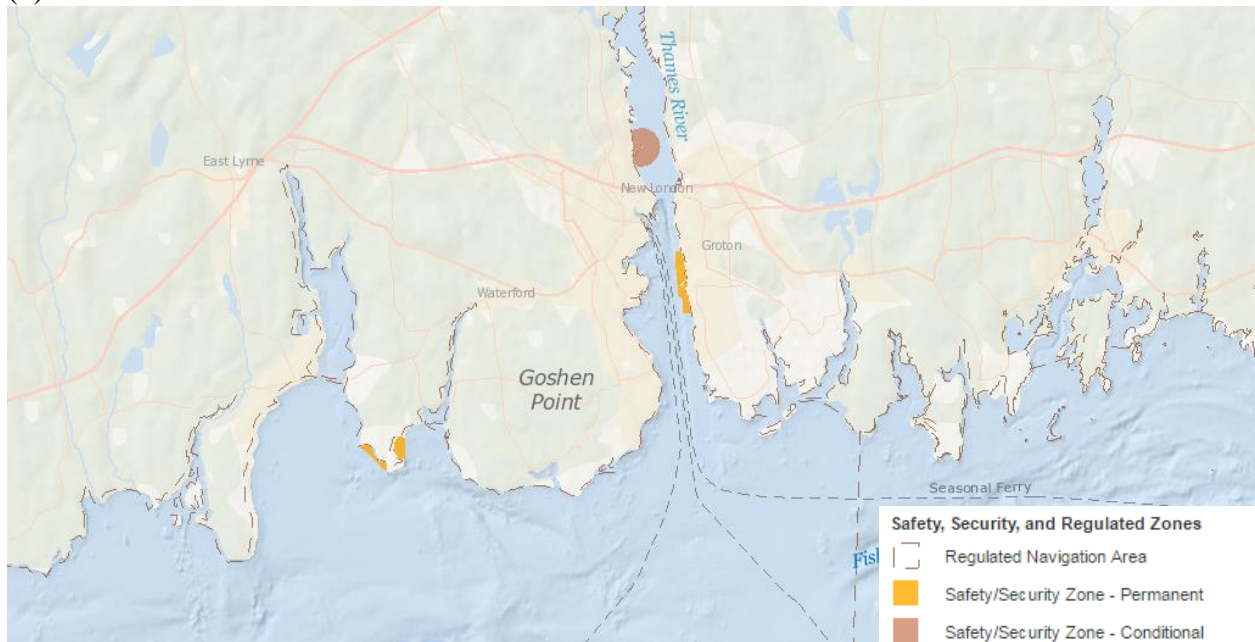 Thames River
East Lyme
New London
Groton
Waterford
Goshen
Point
Seasonal Ferry
Safety, Security, and Regulated Zones
Regulated Navigation Area
Safety/Security Zone - Permanent
Safety/Security Zone - Conditional